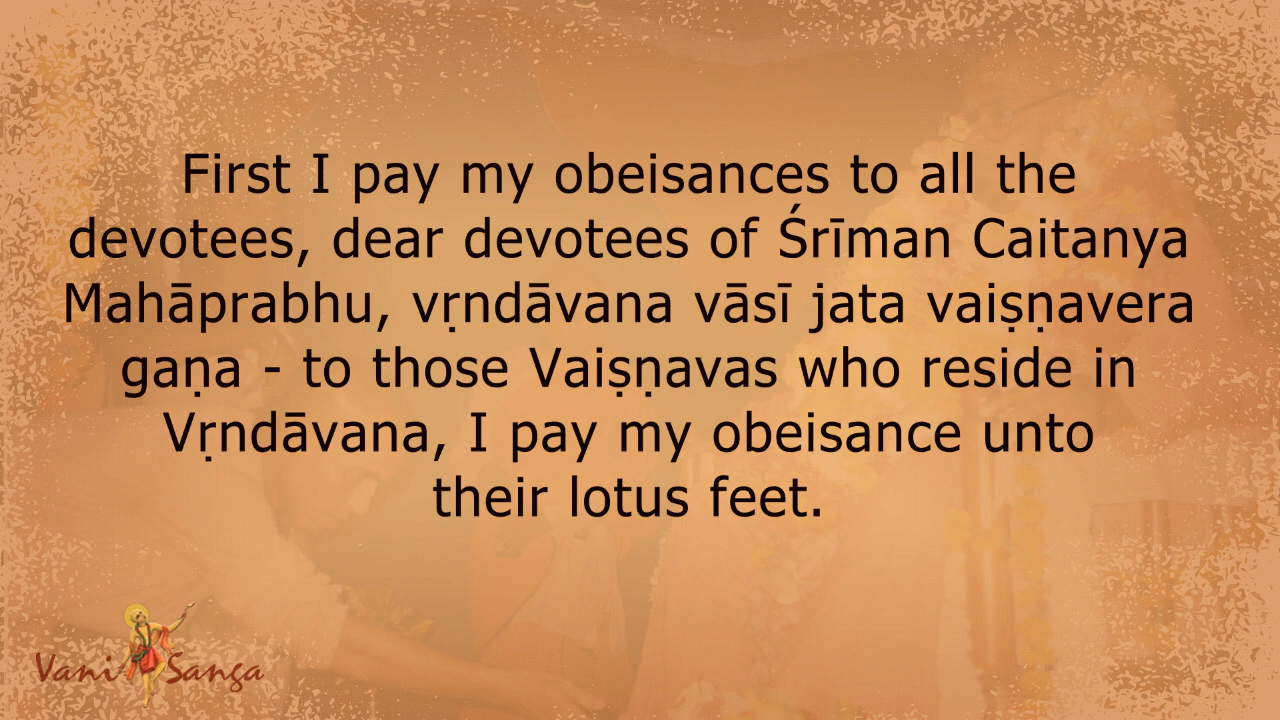 First I pay my obeisances to all the
devotees, dear devotees of Śrīman Caitanya
Mahāprabhu, vṛndāvana vāsī jata vaiṣṇavera
gaṇa - to those Vaiṣṇavas who reside in
Vṛndāvana, I pay my obeisance unto
their lotus feet.
Vani Sanga